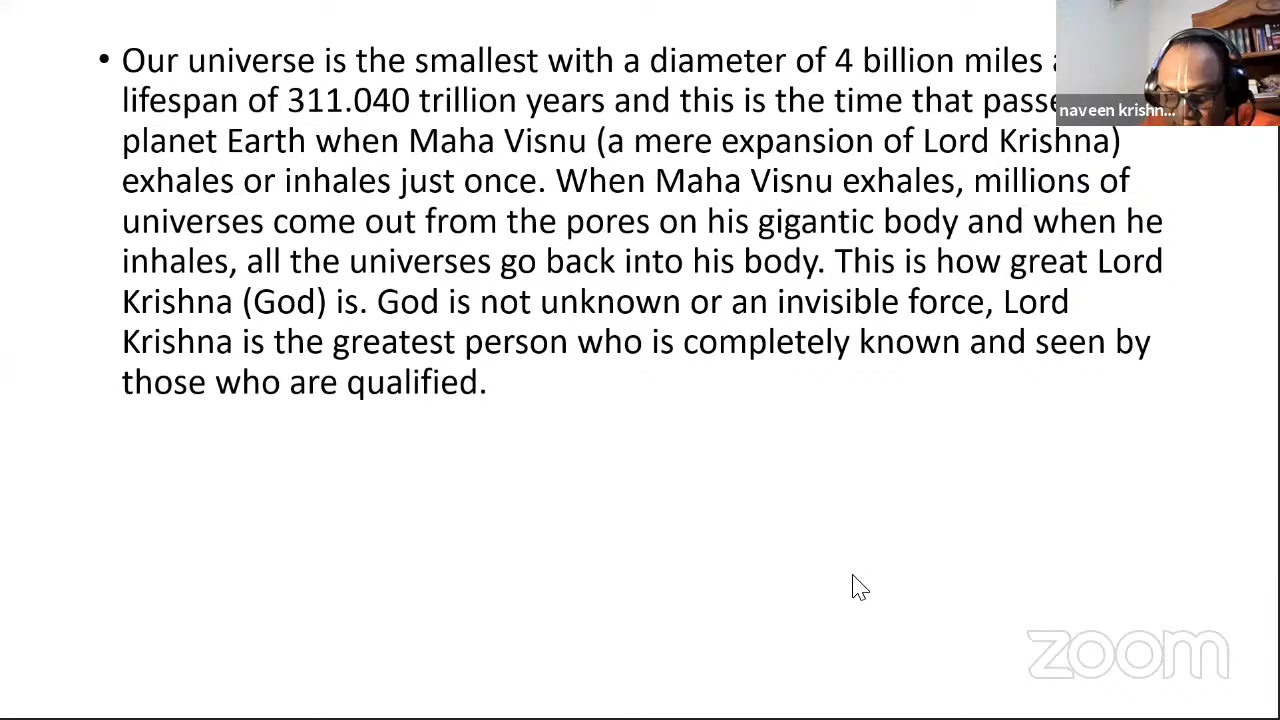 • Our universe is the smallest with a diameter of 4 billion miles
lifespan of 311.040 trillion years and this is the time that passe
planet Earth when Maha Visnu (a mere expansion of Lord Krishna)
exhales or inhales just once. When Maha Visnu exhales, millions of
universes come out from the pores on his gigantic body and when he
inhales, all the universes go back into his body. This is how great Lord
Krishna (God) is. God is not unknown or an invisible force, Lord
Krishna is the greatest person who is completely known and seen by
those who are qualified.
naveen krishn...
zoom